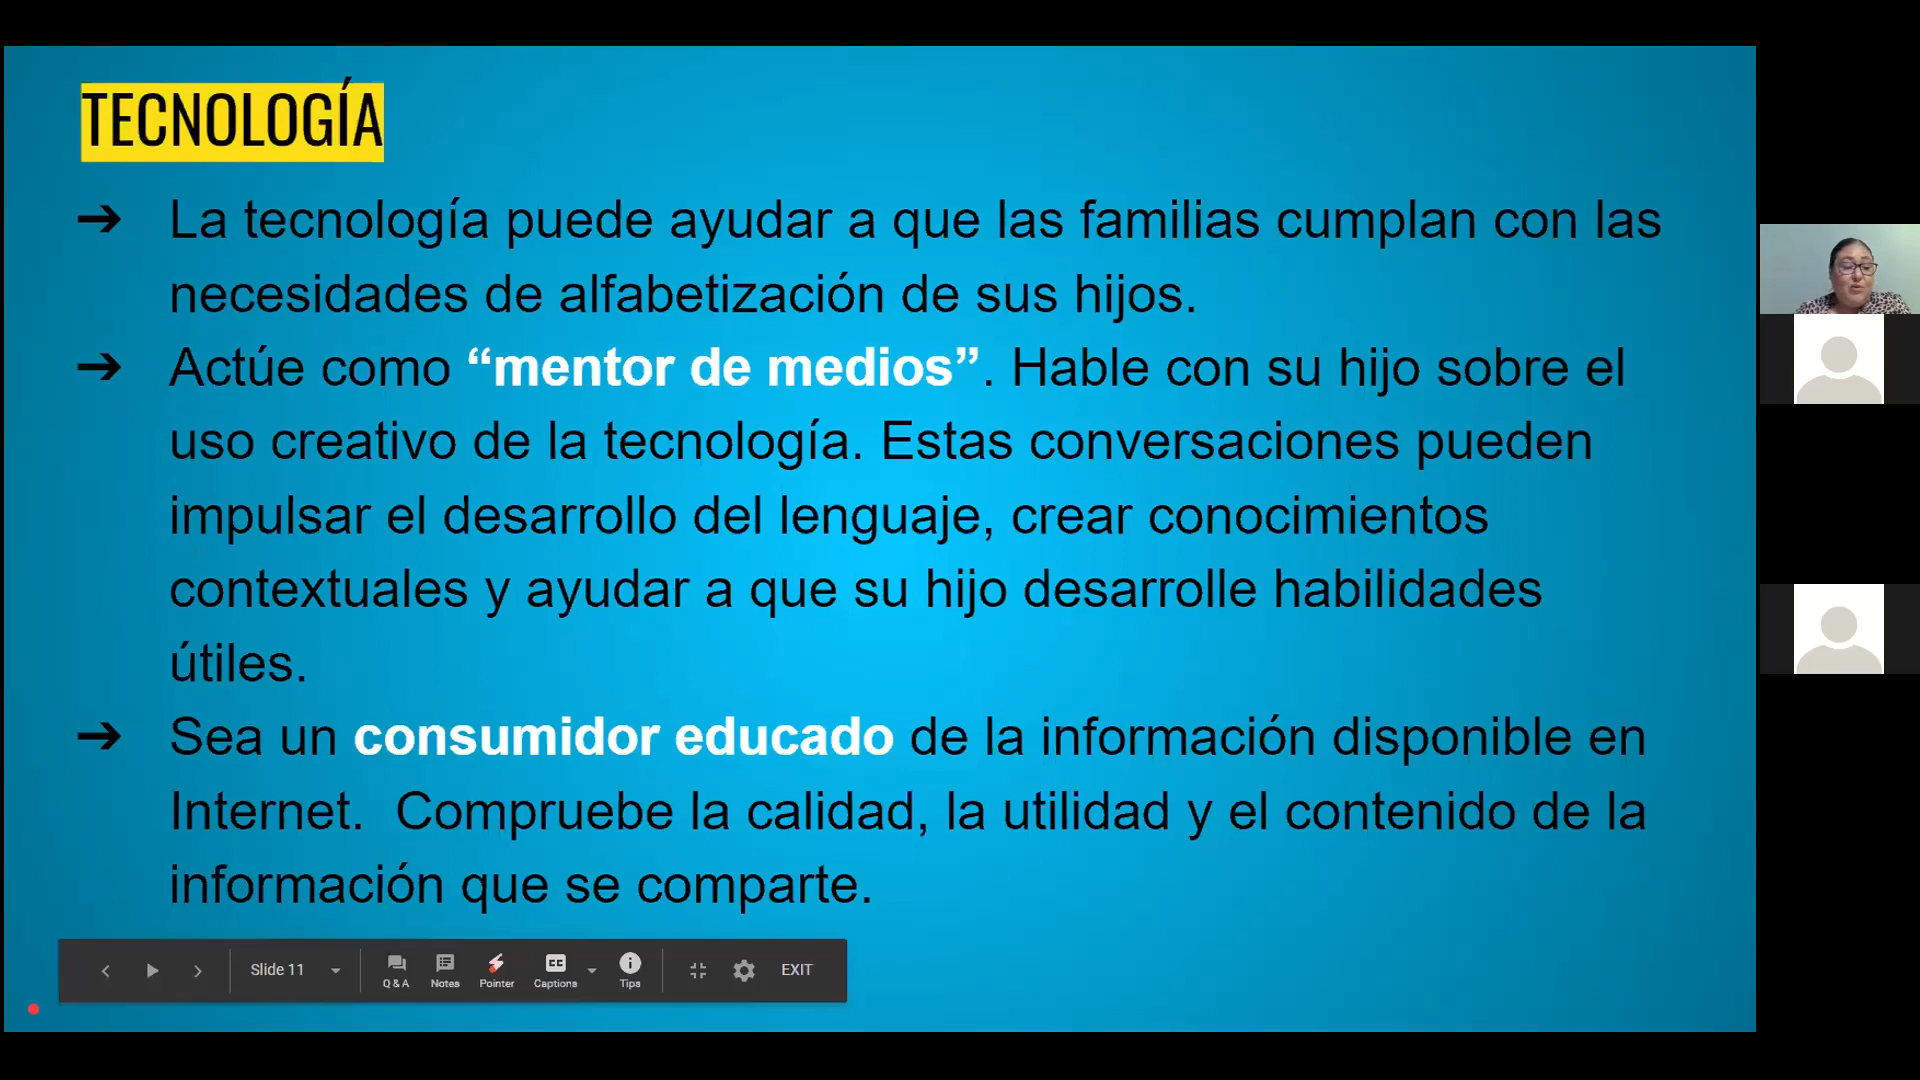 TECNOLOGÍA
➔ La tecnología puede ayudar a que las familias cumplan con las
necesidades de alfabetización de sus hijos.
➔ Actúe como “mentor de medios”. Hable con su hijo sobre el
uso creativo de la tecnología. Estas conversaciones pueden
impulsar el desarrollo del lenguaje, crear conocimientos
contextuales y ayudar a que su hijo desarrolle habilidades
útiles.
➔ Sea un consumidor educado de la información disponible en
Internet. Compruebe la calidad, la utilidad y el contenido de la
información que se comparte.
Slide 11 Q & A Notes Pointer CC Captions Tips EXIT